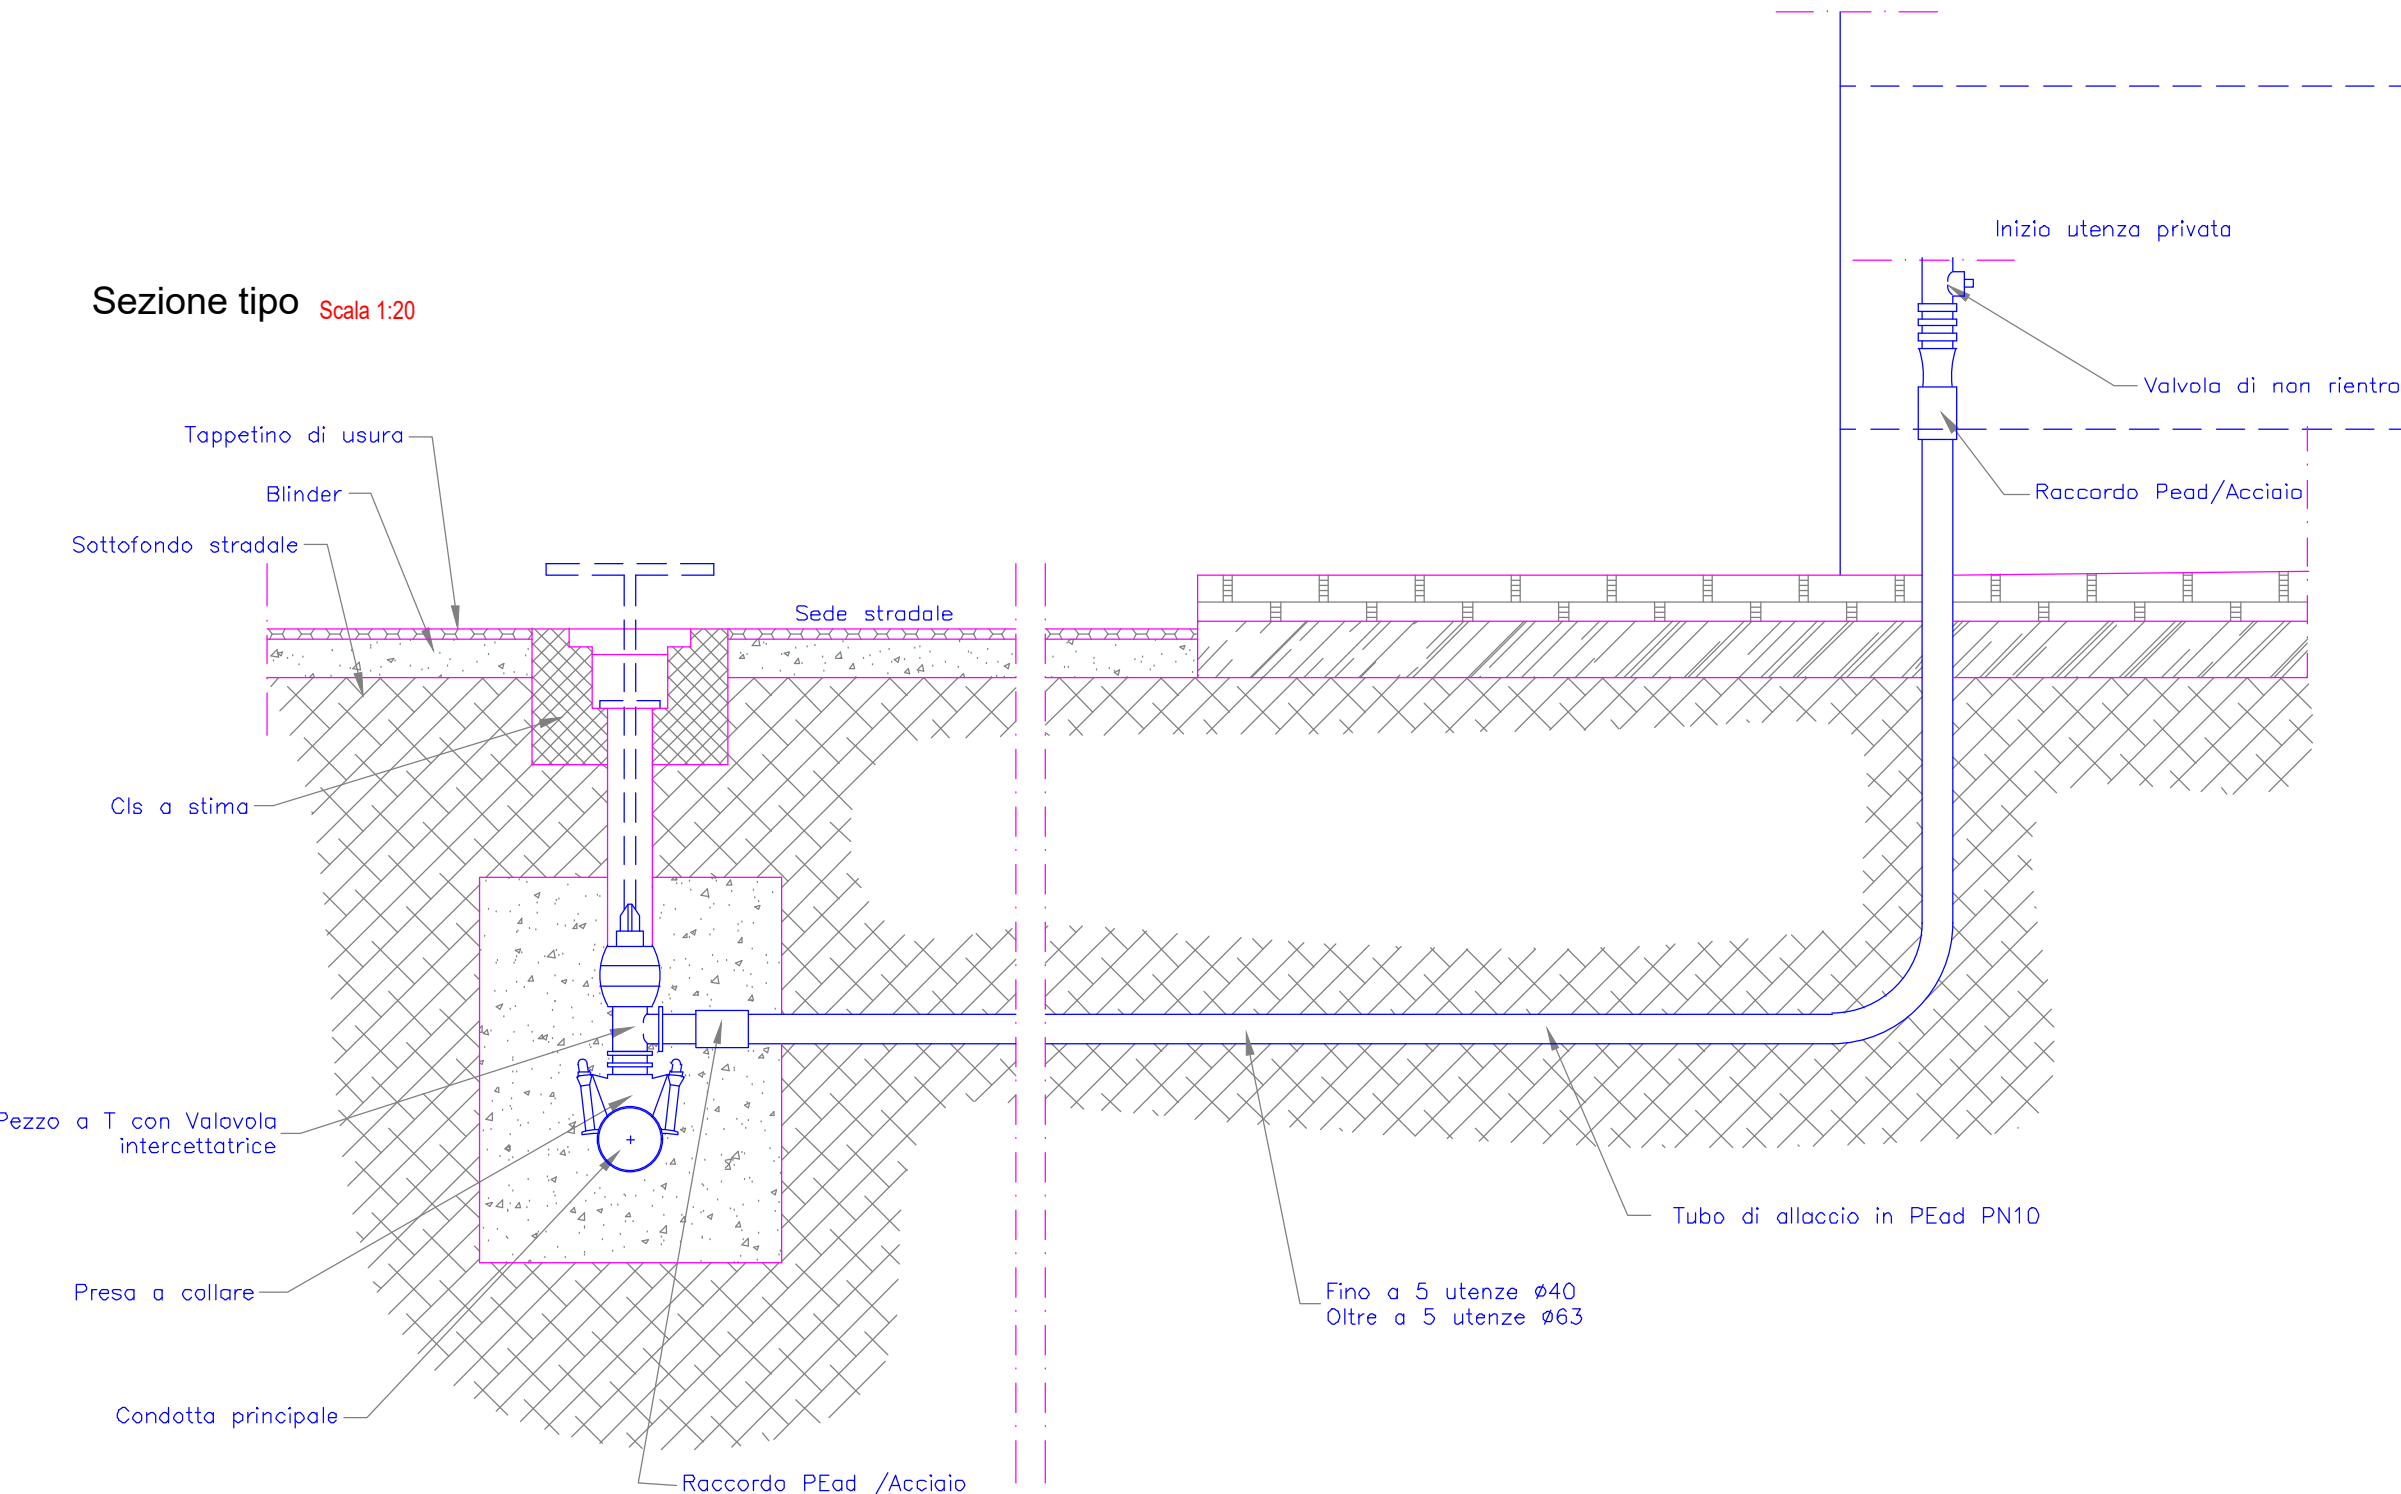 Inizio utenza privata
Sezione tipo Scala 1:20
Valvola di non rientro
Tappetino di usura
Blinder
Raccordo Pead/Acciaio
Sottofondo stradale
Sede stradale
Cls a stima
Pezzo a T con Valovola
intercettatrice
Tubo di allaccio in PEad PN10
Presa a collare
Fino a 5 utenze ø40
Oltre a 5 utenze ø63
Condotta principale
Raccordo PEad /Acciaio